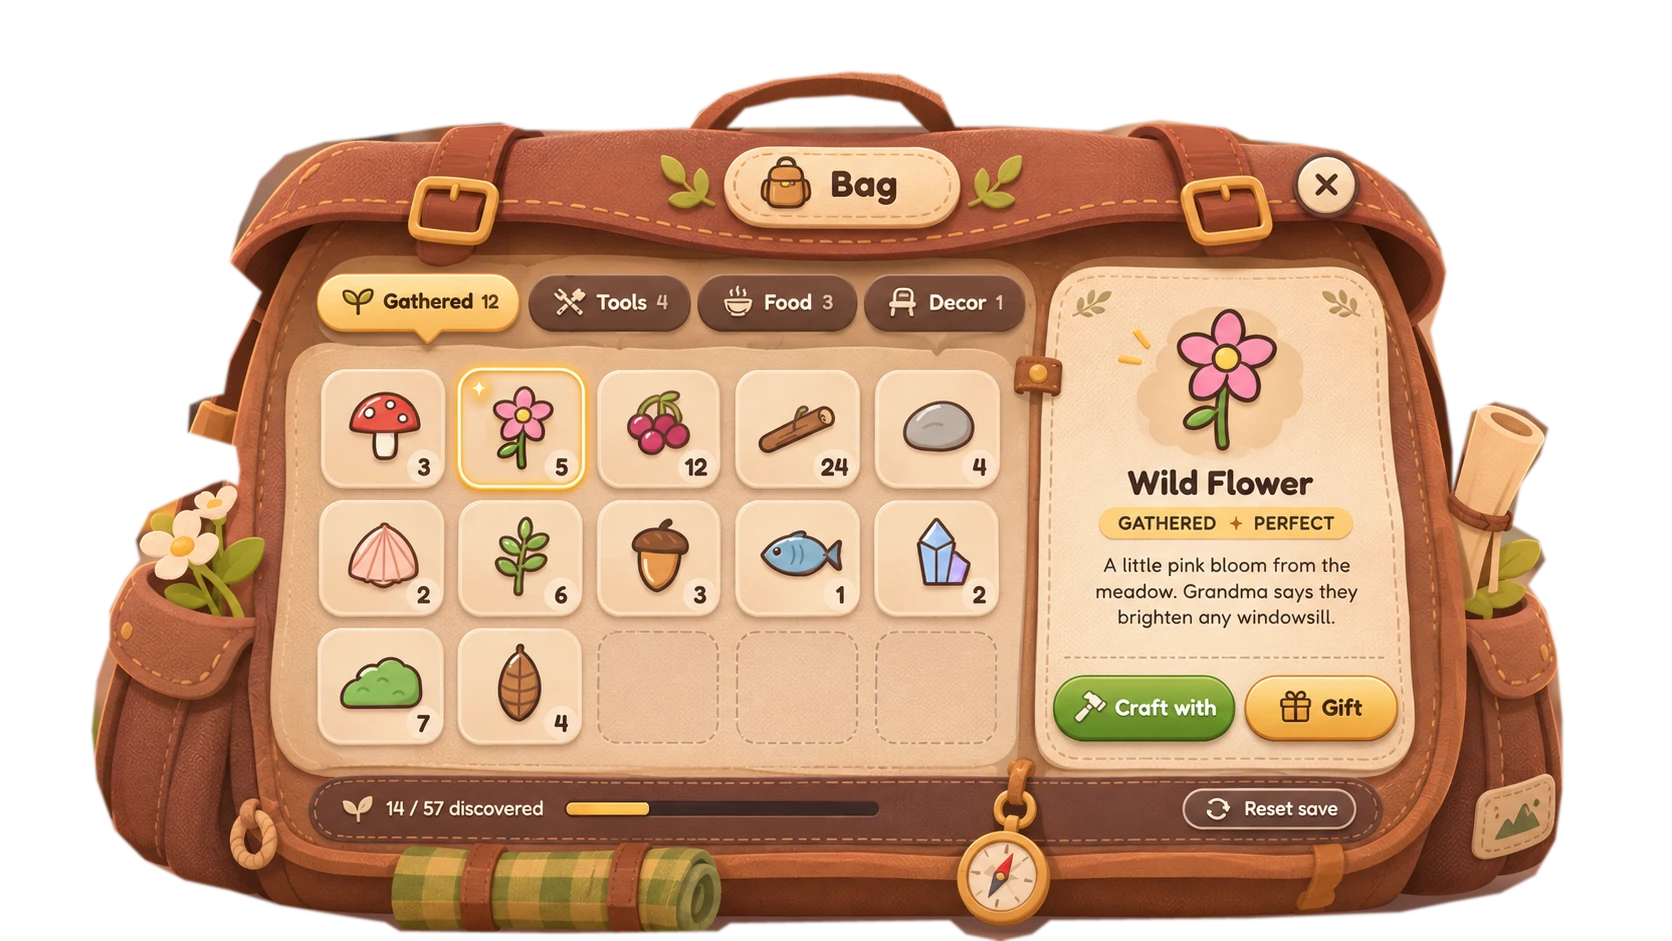 Bag
Gathered 12
Tools 4
Food 3
Decor 1
3
5
12
24
4
2
6
3
1
2
7
4
Wild Flower
GATHERED ✦ PERFECT
A little pink bloom from the
meadow. Grandma says they
brighten any windowsill.
Craft with
Gift
14 / 57 discovered
Reset save